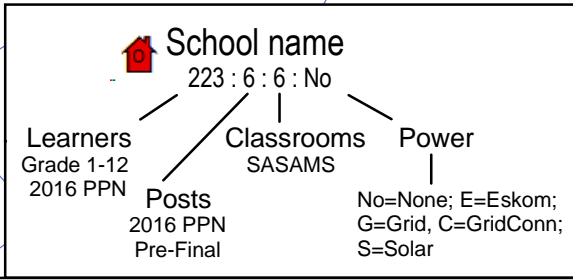 O
School name
223 : 6 : 6 : No
Learners
Grade 1-12
2016 PPN
Posts
2016 PPN
Pre-Final
Classrooms
SASAMS
Power
No=None; E=Eskom;
G=Grid, C=GridConn;
S=Solar